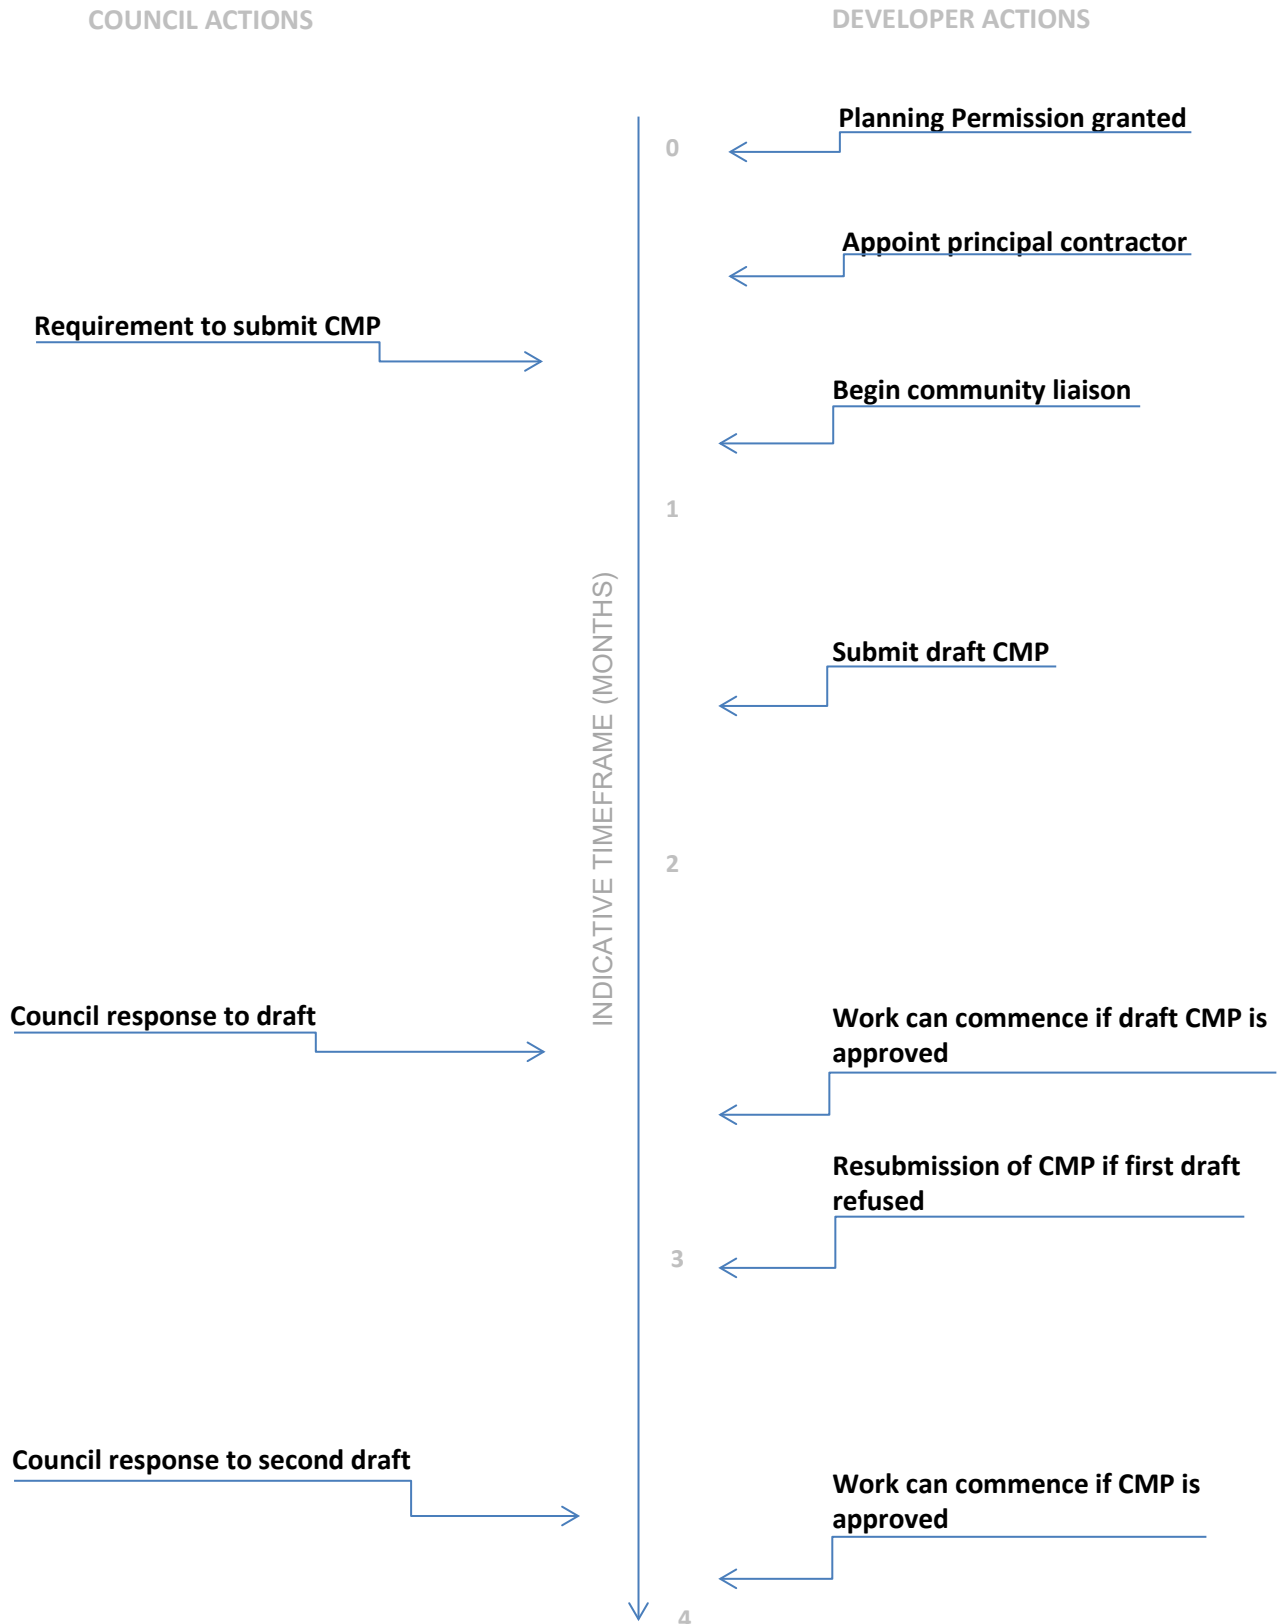 COUNCIL ACTIONS
DEVELOPER ACTIONS
Planning Permission granted
0
Appoint principal contractor
Requirement to submit CMP
Begin community liaison
1
INDICATIVE TIMEFRAME (MONTHS)
Submit draft CMP
2
Council response to draft
Work can commence if draft CMP is
approved
Resubmission of CMP if first draft
refused
3
Council response to second draft
Work can commence if CMP is
approved
4